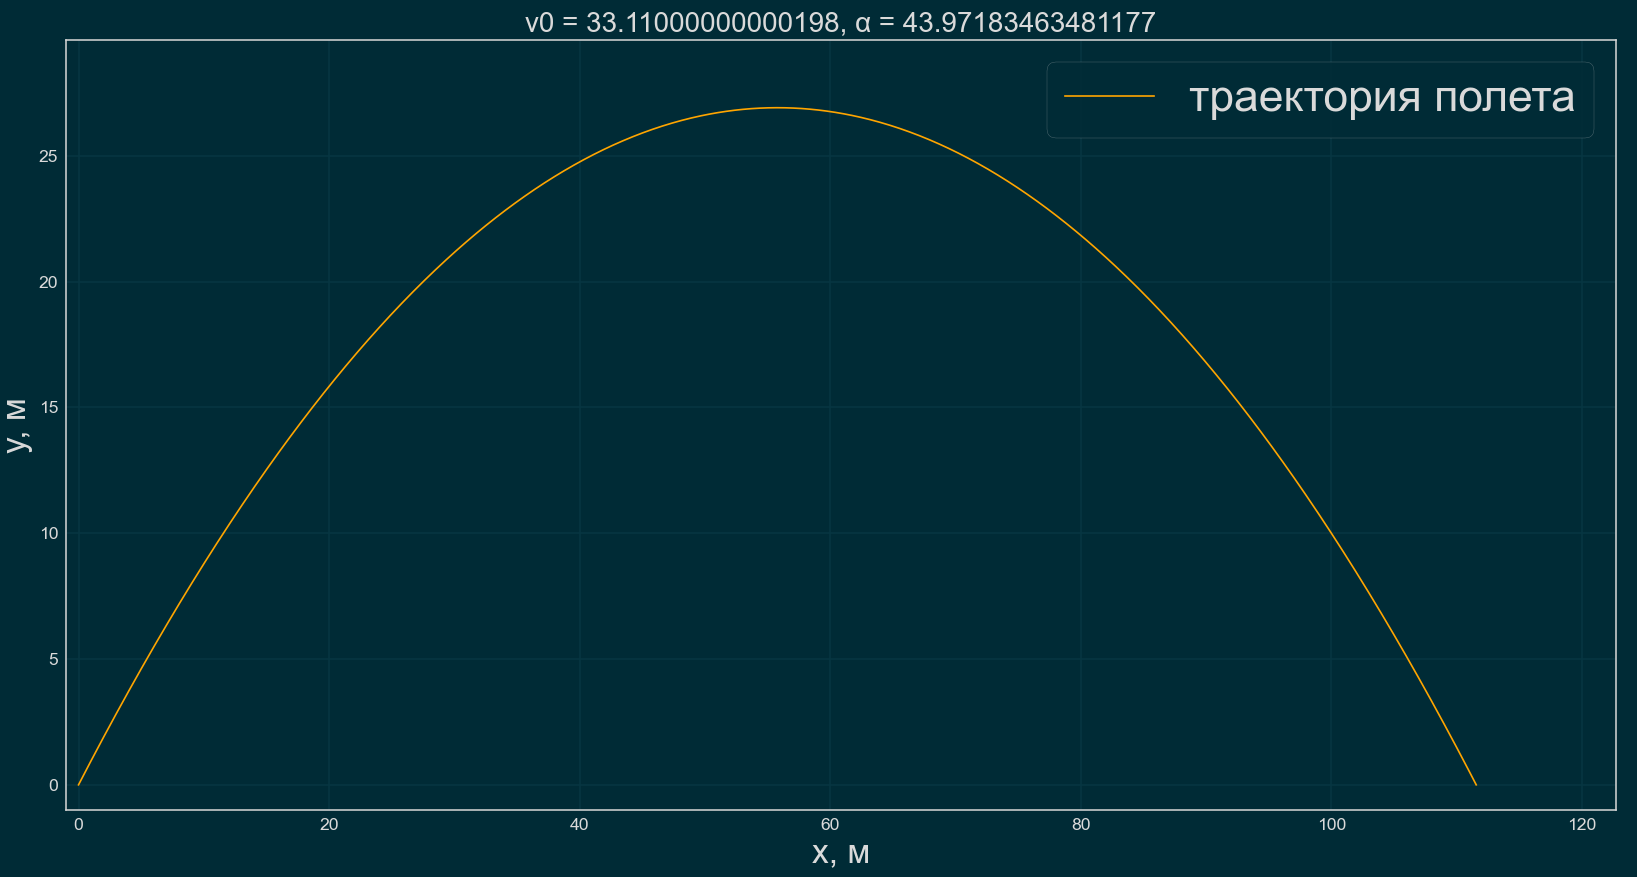 v0 = 33.11000000000198, α = 43.97183463481177
траектория полета
25
20
15
10
5
0
y, м
0 20 40 60 80 100 120
x, м